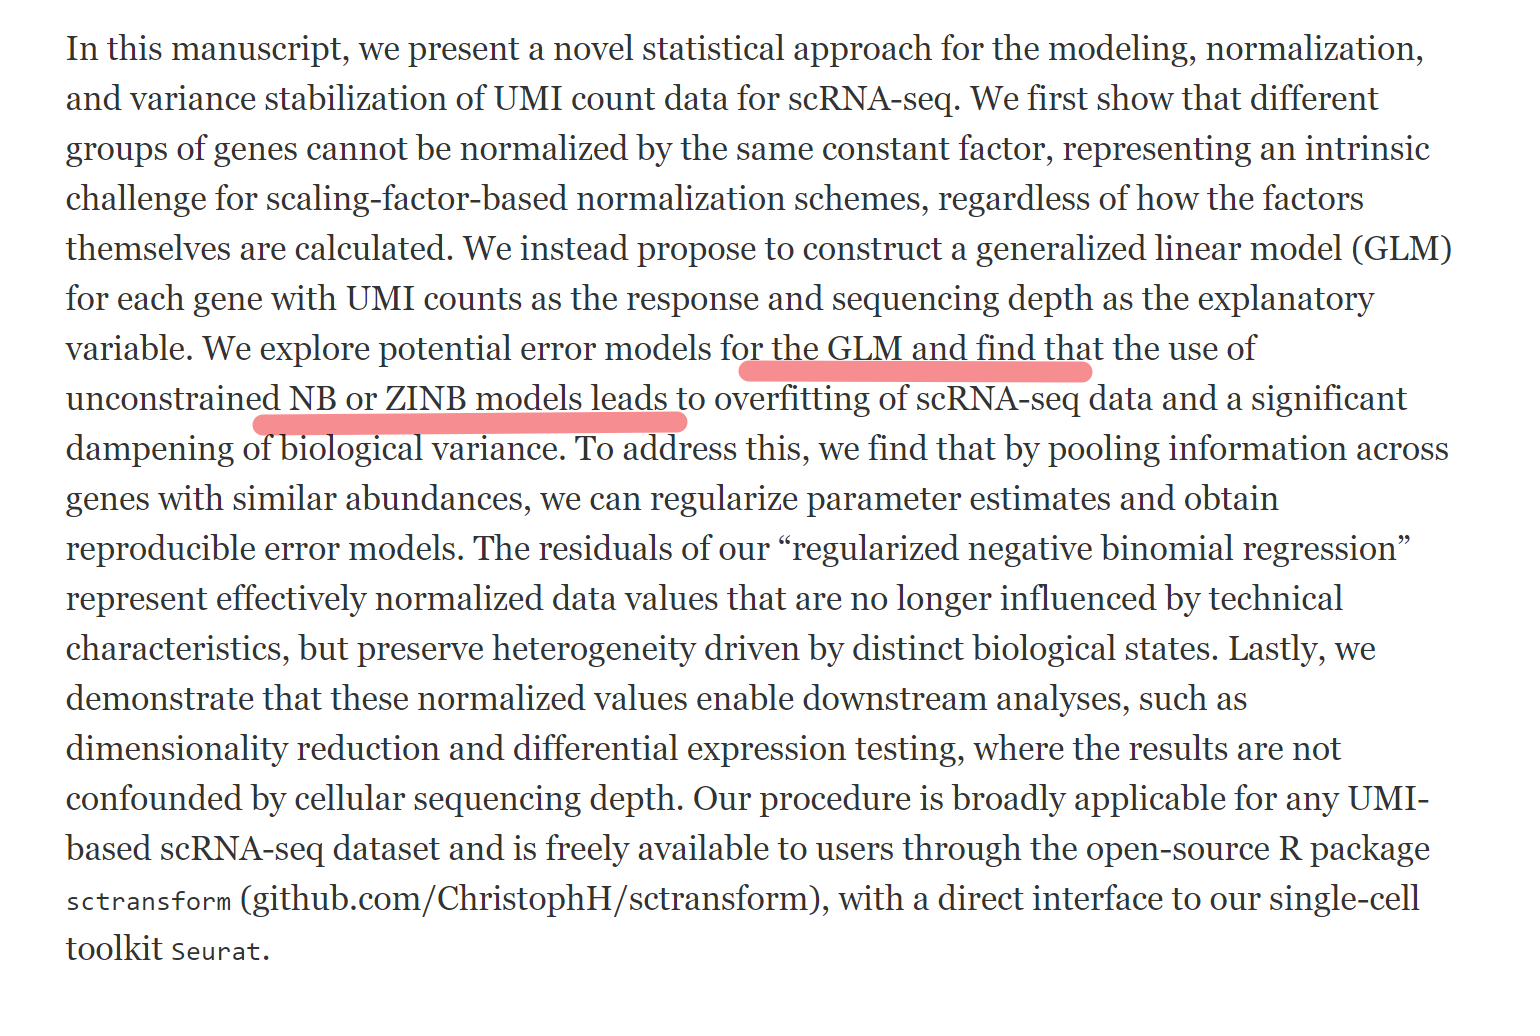 In this manuscript, we present a novel statistical approach for the modeling, normalization,
and variance stabilization of UMI count data for scRNA-seq. We first show that different
groups of genes cannot be normalized by the same constant factor, representing an intrinsic
challenge for scaling-factor-based normalization schemes, regardless of how the factors
themselves are calculated. We instead propose to construct a generalized linear model (GLM)
for each gene with UMI counts as the response and sequencing depth as the explanatory
variable. We explore potential error models for the GLM and find that the use of
unconstrained NB or ZINB models leads to overfitting of scRNA-seq data and a significant
dampening of biological variance. To address this, we find that by pooling information across
genes with similar abundances, we can regularize parameter estimates and obtain
reproducible error models. The residuals of our “regularized negative binomial regression”
represent effectively normalized data values that are no longer influenced by technical
characteristics, but preserve heterogeneity driven by distinct biological states. Lastly, we
demonstrate that these normalized values enable downstream analyses, such as
dimensionality reduction and differential expression testing, where the results are not
confounded by cellular sequencing depth. Our procedure is broadly applicable for any UMI-
based scRNA-seq dataset and is freely available to users through the open-source R package
sctransform (github.com/ChristophH/sctransform), with a direct interface to our single-cell
toolkit Seurat.